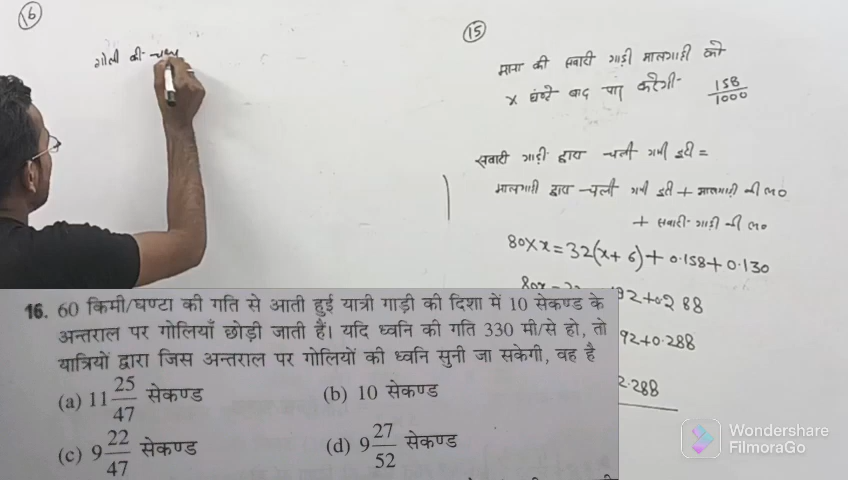 16
गोली की चाल
15
माना की सवारी गाड़ी मालगाड़ी को
x घंण्टे बाद पार करेगी 158/1000
सवारी गाड़ी द्वारा चली गयी दूरी =
मालगाड़ी द्वारा चली गयी दूरी + मालगाड़ी की ल०
+ सवारी गाड़ी की ल०
80×x=32(x+6)+0.158+0.130
92+0.288
92+0.288
2.288
16. 60 किमी/घण्टा की गति से आती हुई यात्री गाड़ी की दिशा में 10 सेकण्ड के
अन्तराल पर गोलियाँ छोड़ी जाती हैं। यदि ध्वनि की गति 330 मी/से हो, तो
यात्रियों द्वारा जिस अन्तराल पर गोलियों की ध्वनि सुनी जा सकेगी, वह है
(a) 11 25/47 सेकण्ड (b) 10 सेकण्ड
(c) 9 22/47 सेकण्ड (d) 9 27/52 सेकण्ड
Wondershare
FilmoraGo